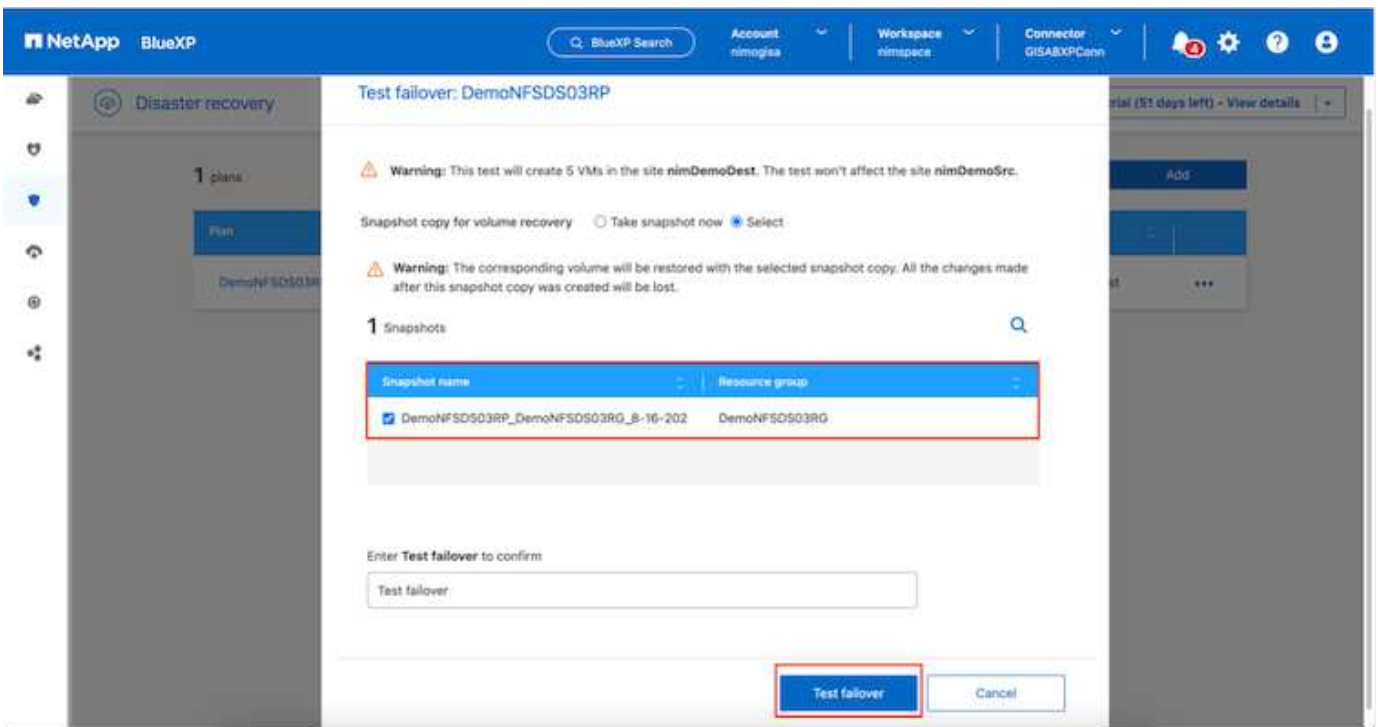 NetApp BlueXP
BlueXP Search
Account
nimogisa
Workspace
nimspace
Connector
GISABXPConn
4
Disaster recovery
Test failover: DemoNFSDS03RP
rial (51 days left) - View details
1 plans
Add
Warning: This test will create 5 VMs in the site nimDemoDest. The test won't affect the site nimDemoSrc.
Snapshot copy for volume recovery Take snapshot now Select
Plan
Warning: The corresponding volume will be restored with the selected snapshot copy. All the changes made
after this snapshot copy was created will be lost.
DemoNFSDS03R
st
1 Snapshots
Snapshot name Resource group
DemoNFSDS03RP_DemoNFSDS03RG_8-16-202 DemoNFSDS03RG
Enter Test failover to confirm
Test failover
Test failover Cancel